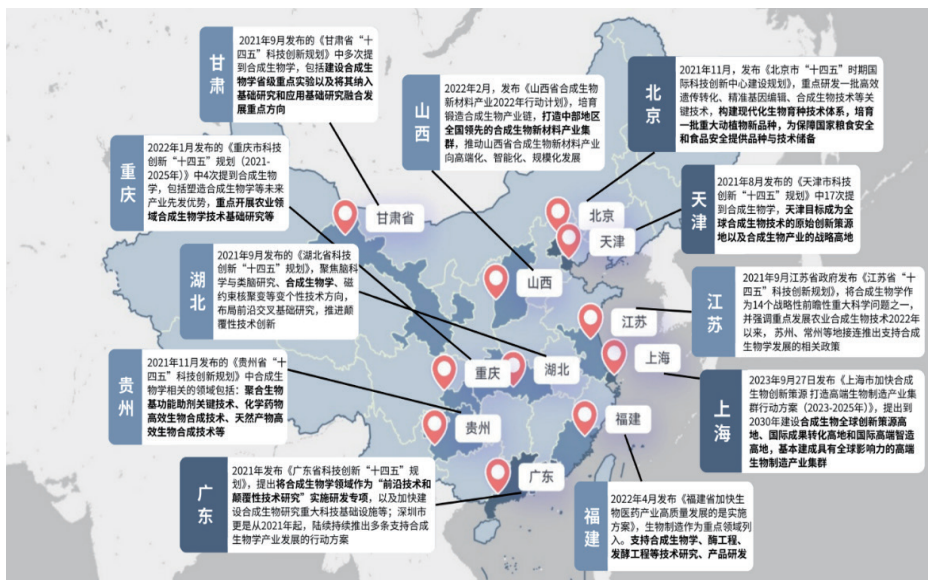 甘肃
2021年9月发布的《甘肃省“十
四五”科技创新规划》中多次提
到合成生物学，包括建设合成生
物学省级重点实验以及将其纳入
基础研究和应用基础研究融合发
展重点方向
山西
2022年2月，发布《山西省合成生物
新材料产业2022年行动计划》，培育
锻造合成生物产业链，打造中部地区
全国领先的合成生物新材料产业集
群，推动山西省合成生物新材料产业
向高端化、智能化、规模化发展
北京
2021年11月，发布《北京市“十四五”时期国
际科技创新中心建设规划》，重点研发一批高效
遗传转化、精准基因编辑、合成生物技术等关
键技术，构建现代化生物育种技术体系，培育
一批重大动植物新品种，为保障国家粮食安全
和食品安全提供品种与技术储备
重庆
2022年1月发布的《重庆市科技
创新“十四五”规划（2021-
2025年）》中4次提到合成生物
学，包括塑造合成生物学等未来
产业先发优势，重点开展农业领
域合成生物学技术基础研究等
天津
2021年8月发布的《天津市科技
创新“十四五”规划》中17次提
到合成生物学，天津目标成为全
球合成生物技术的原始创新策源
地以及合成生物产业的战略高地
湖北
2021年9月发布的《湖北省科技
创新“十四五”规划》，聚焦脑科
学与类脑研究、合成生物学、磁
约束核聚变等变个性技术方向，
布局前沿交叉基础研究，推进颠
覆性技术创新
江苏
2021年9月江苏省政府发布《江苏省“十
四五”科技创新规划》，将合成生物学作
为14个战略性前瞻性重大科学问题之一，
并强调重点发展农业合成生物技术2022年
以来，苏州、常州等地接连推出支持合成
生物学发展的相关政策
贵州
2021年11月发布的《贵州省“十
四五”科技创新规划》中合成生物
学相关的领域包括：聚合生物
基功能助剂关键技术、化学药物
高效生物合成技术、天然产物高
效生物合成技术等
上海
2023年9月27日发布《上海市加快合成
生物创新策源 打造高端生物制造产业集
群行动方案（2023-2025年）》，提出到
2030年建设合成生物全球创新策源高
地、国际成果转化高地和国际高端智造
高地，基本建成具有全球影响力的高端
生物制造产业集群
广东
2021年发布《广东省科技创新“十四五”规
划》，提出将合成生物学领域作为“前沿技术和
颠覆性技术研究”实施研发专项，以及加快建
设合成生物研究重大科技基础设施等；深圳市
更是从2021年起，陆续持续推出多条支持合成
生物学产业发展的行动方案
福建
2022年4月发布《福建省加快生
物医药产业高质量发展的是实施
方案》，生物制造作为重点领域列
入。支持合成生物学、酶工程、
发酵工程等技术研究、产品研发
甘肃省
北京
天津
山西
江苏
上海
重庆
湖北
贵州
福建
广东